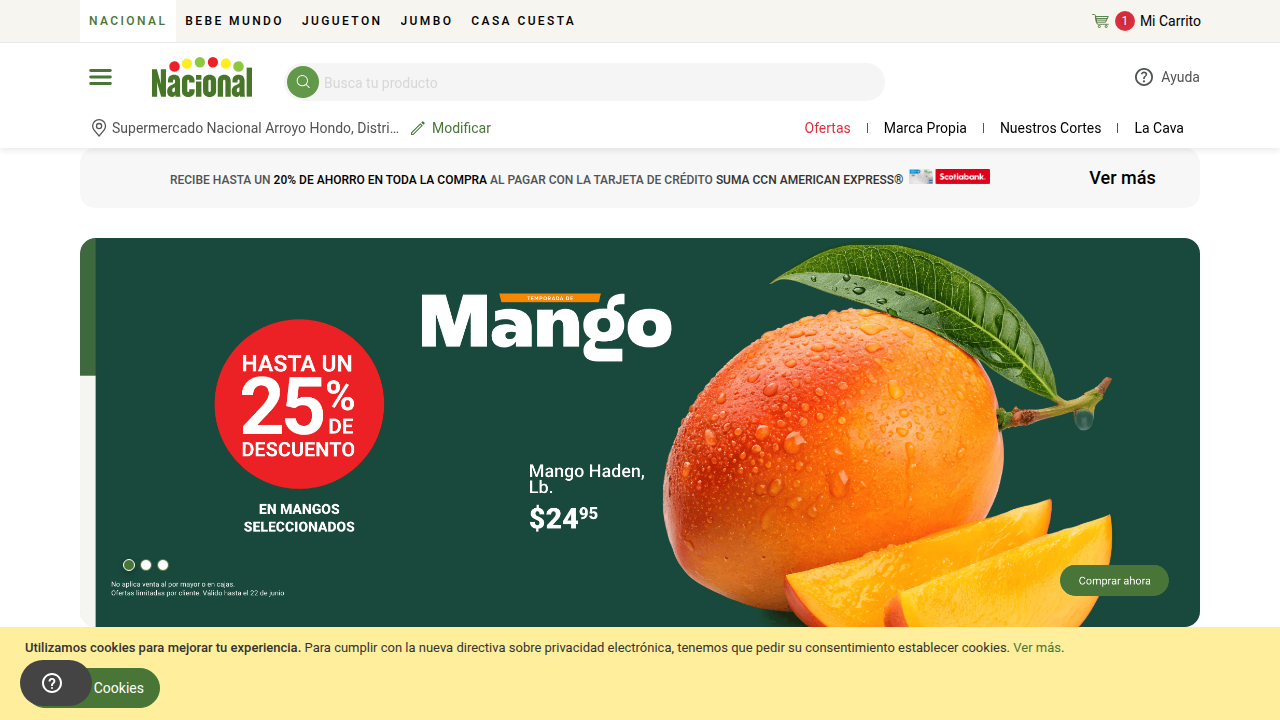 NACIONAL BEBE MUNDO JUGUETON JUMBO CASA CUESTA 1 Mi Carrito
Nacional Busca tu producto Ayuda
Supermercado Nacional Arroyo Hondo, Distri... Modificar Ofertas Marca Propia Nuestros Cortes La Cava
RECIBE HASTA UN 20% DE AHORRO EN TODA LA COMPRA AL PAGAR CON LA TARJETA DE CRÉDITO SUMA CCN AMERICAN EXPRESS® Scotiabank. Ver más
TEMPORADA DE
Mango
HASTA UN
25%
DE
DESCUENTO
EN MANGOS
SELECCIONADOS
Mango Haden,
Lb.
$2495
No aplica venta al por mayor o en cajas.
Ofertas limitadas por cliente. Válido hasta el 22 de junio
Comprar ahora
Utilizamos cookies para mejorar tu experiencia. Para cumplir con la nueva directiva sobre privacidad electrónica, tenemos que pedir su consentimiento establecer cookies. Ver más.
Cookies